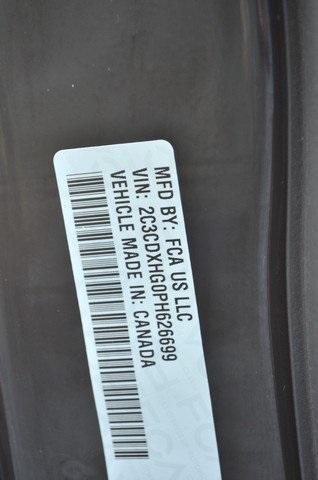 MFD BY: FCA US LLC
VIN: 2C3CDXHG0PH626699
VEHICLE MADE IN: CANADA